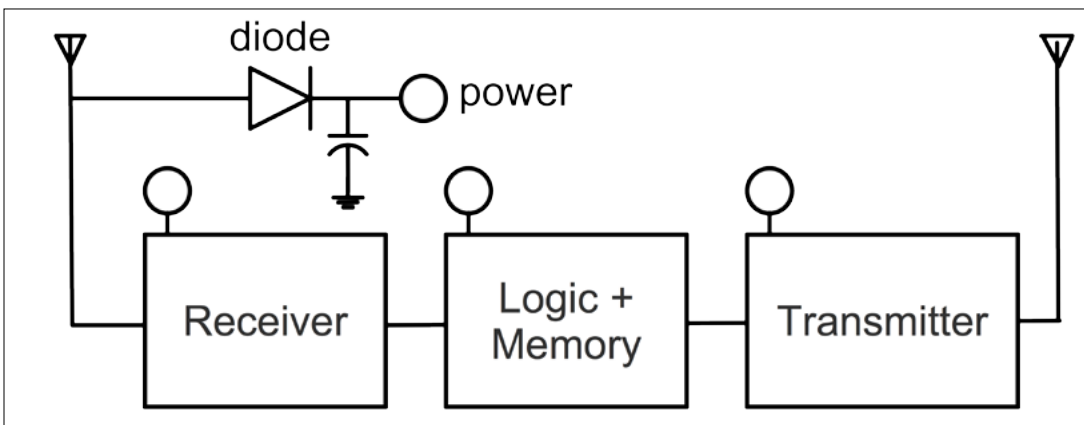 diode
power
Receiver
Logic +
Memory
Transmitter